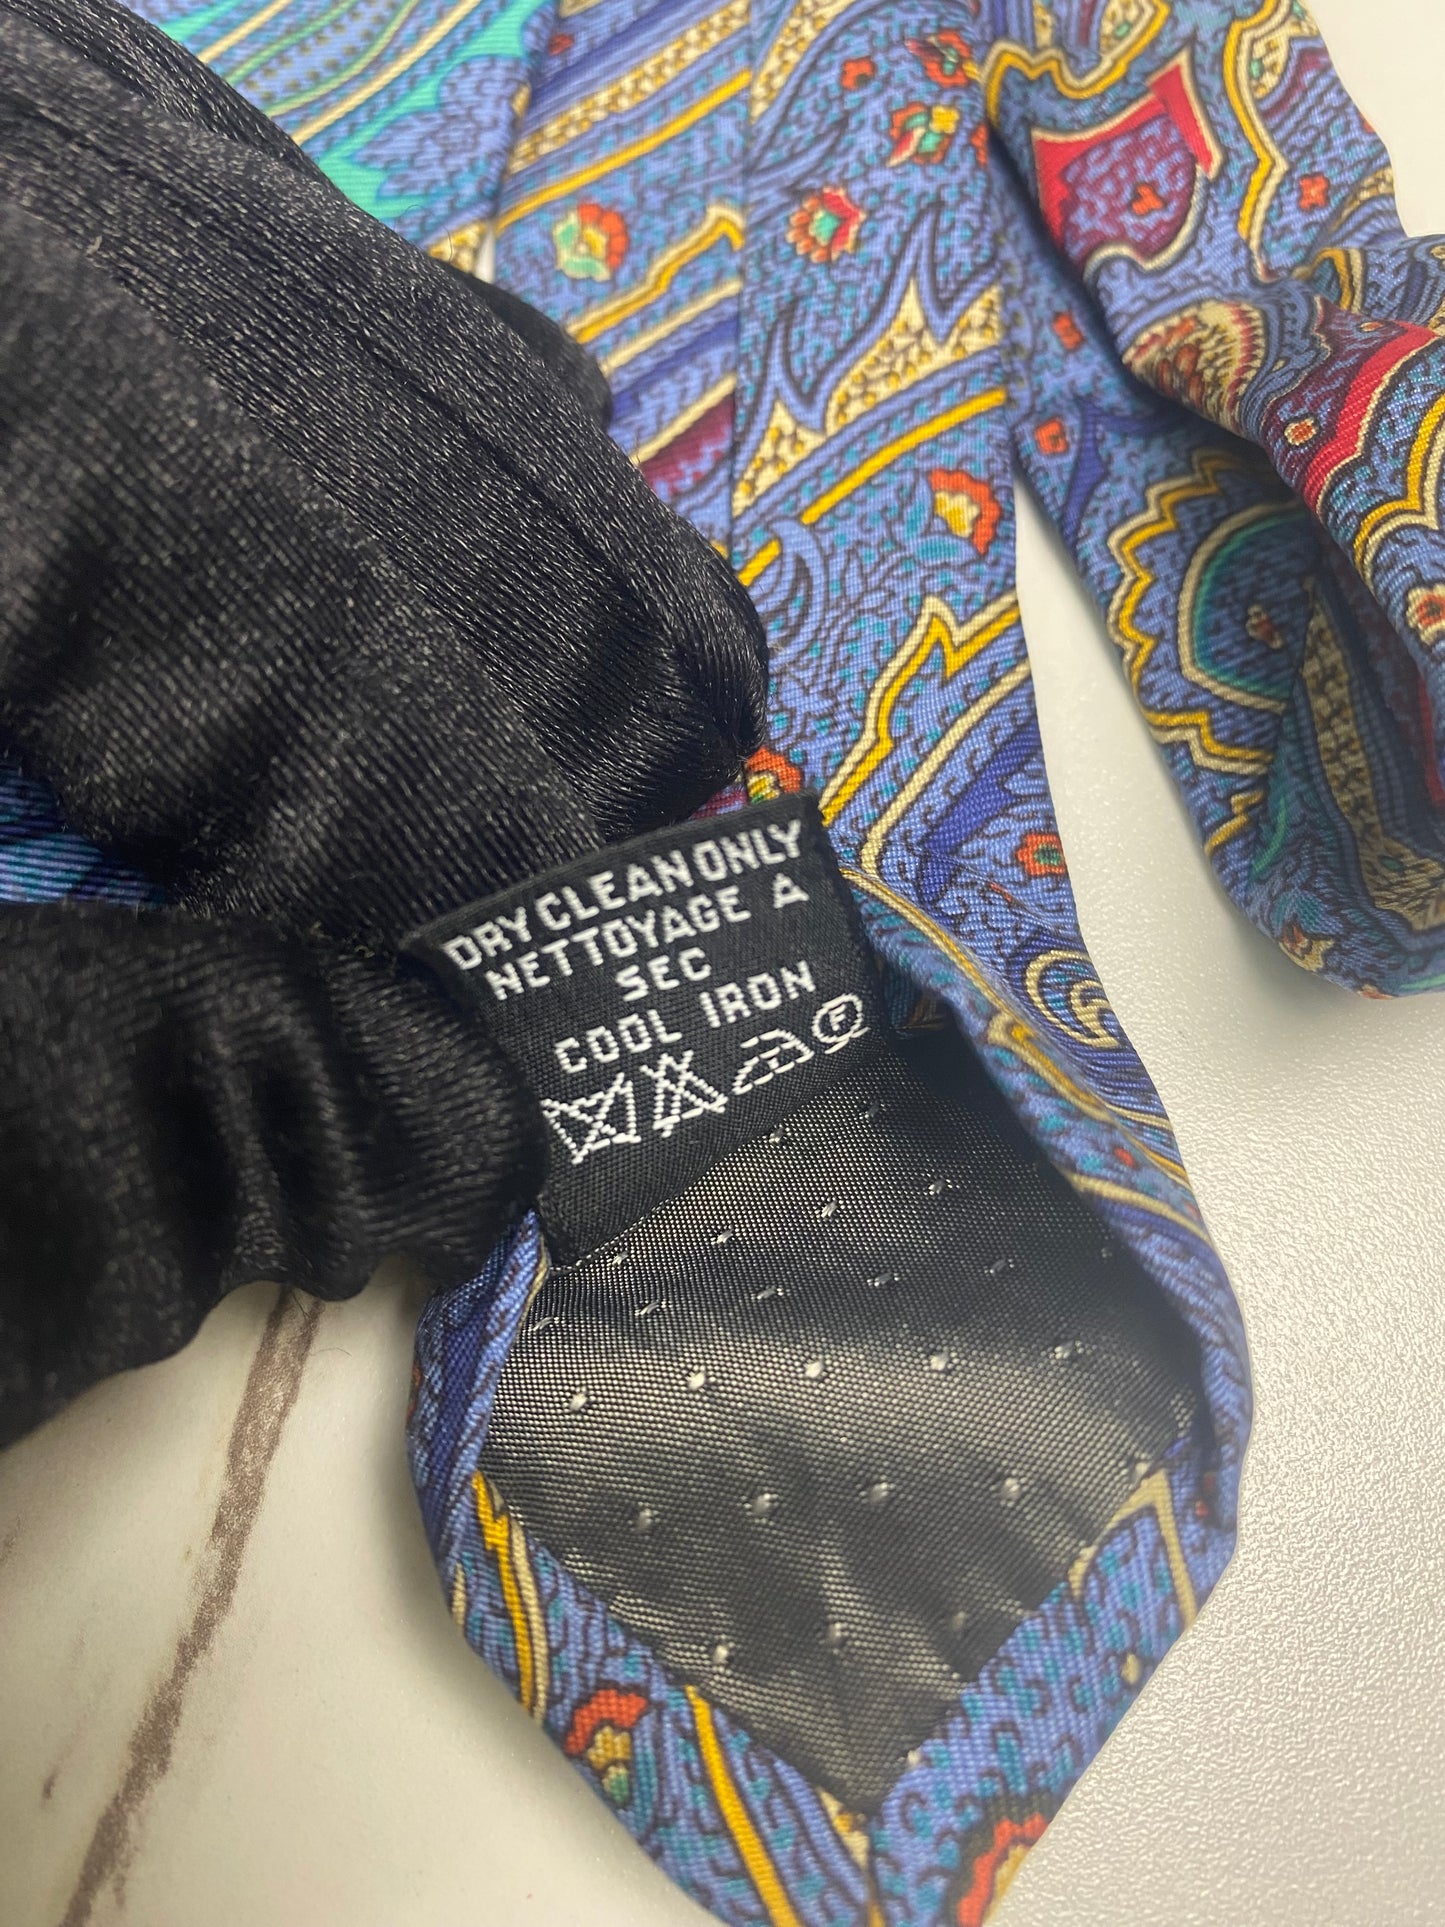 DRY CLEAN ONLY
NETTOYAGE A
SEC
COOL IRON
F